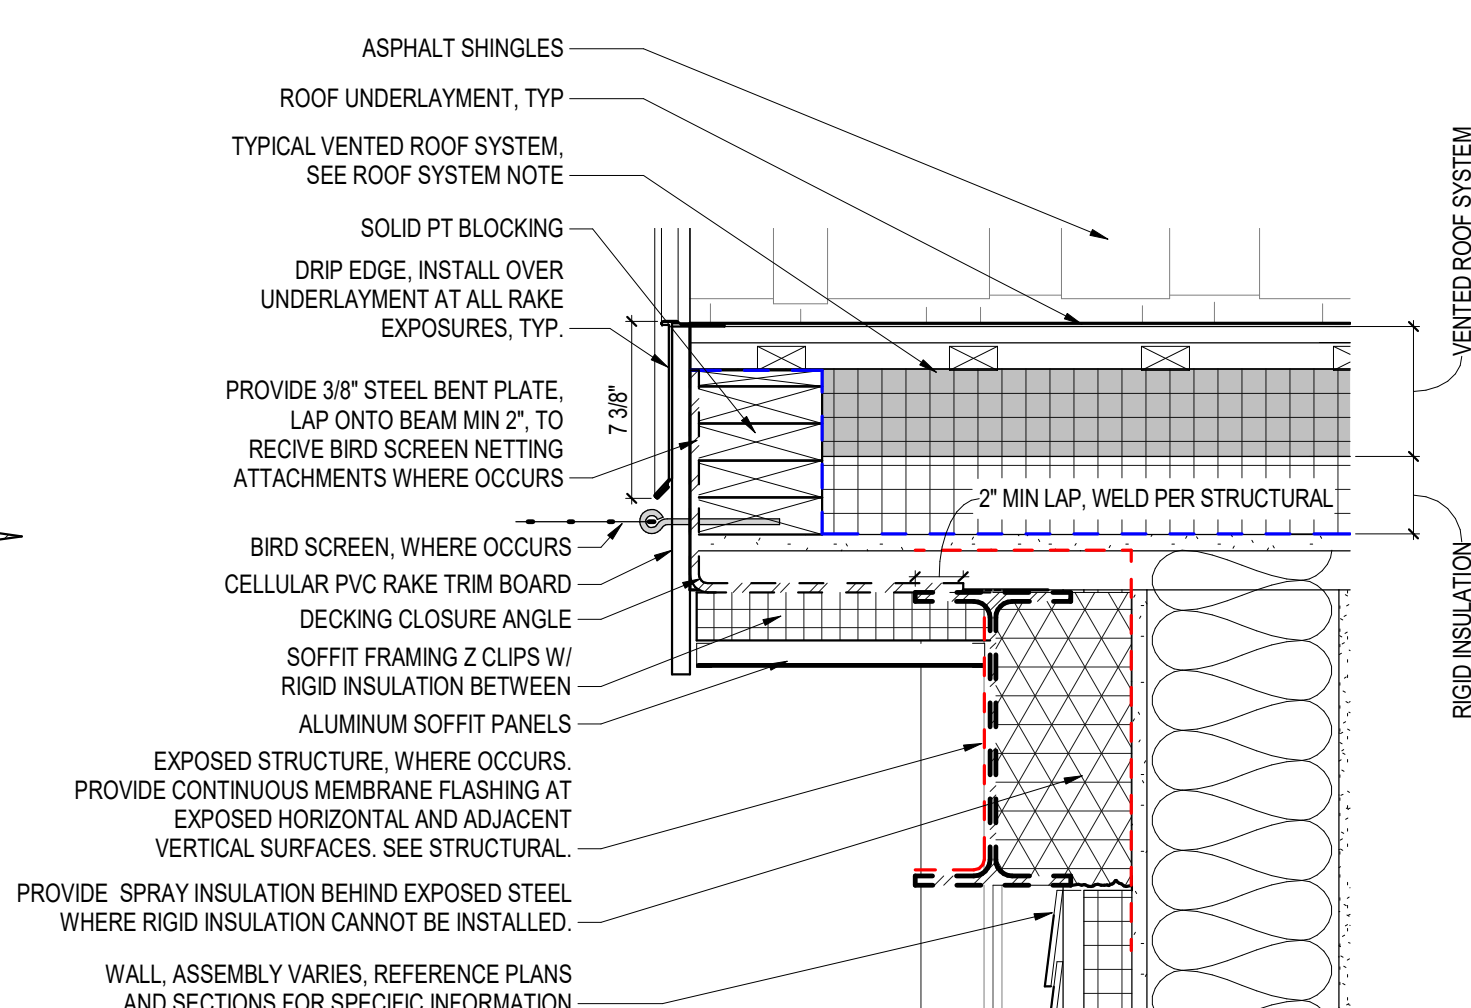 ASPHALT SHINGLES
ROOF UNDERLAYMENT, TYP
TYPICAL VENTED ROOF SYSTEM,
SEE ROOF SYSTEM NOTE
SOLID PT BLOCKING
DRIP EDGE, INSTALL OVER
UNDERLAYMENT AT ALL RAKE
EXPOSURES, TYP.
PROVIDE 3/8" STEEL BENT PLATE,
LAP ONTO BEAM MIN 2", TO
RECIVE BIRD SCREEN NETTING
ATTACHMENTS WHERE OCCURS
BIRD SCREEN, WHERE OCCURS
CELLULAR PVC RAKE TRIM BOARD
DECKING CLOSURE ANGLE
SOFFIT FRAMING Z CLIPS W/
RIGID INSULATION BETWEEN
ALUMINUM SOFFIT PANELS
EXPOSED STRUCTURE, WHERE OCCURS.
PROVIDE CONTINUOUS MEMBRANE FLASHING AT
EXPOSED HORIZONTAL AND ADJACENT
VERTICAL SURFACES. SEE STRUCTURAL.
PROVIDE  SPRAY INSULATION BEHIND EXPOSED STEEL
WHERE RIGID INSULATION CANNOT BE INSTALLED.
WALL, ASSEMBLY VARIES, REFERENCE PLANS
AND SECTIONS FOR SPECIFIC INFORMATION
7 3/8"
2" MIN LAP, WELD PER STRUCTURAL
VENTED ROOF SYSTEM
RIGID INSULATION